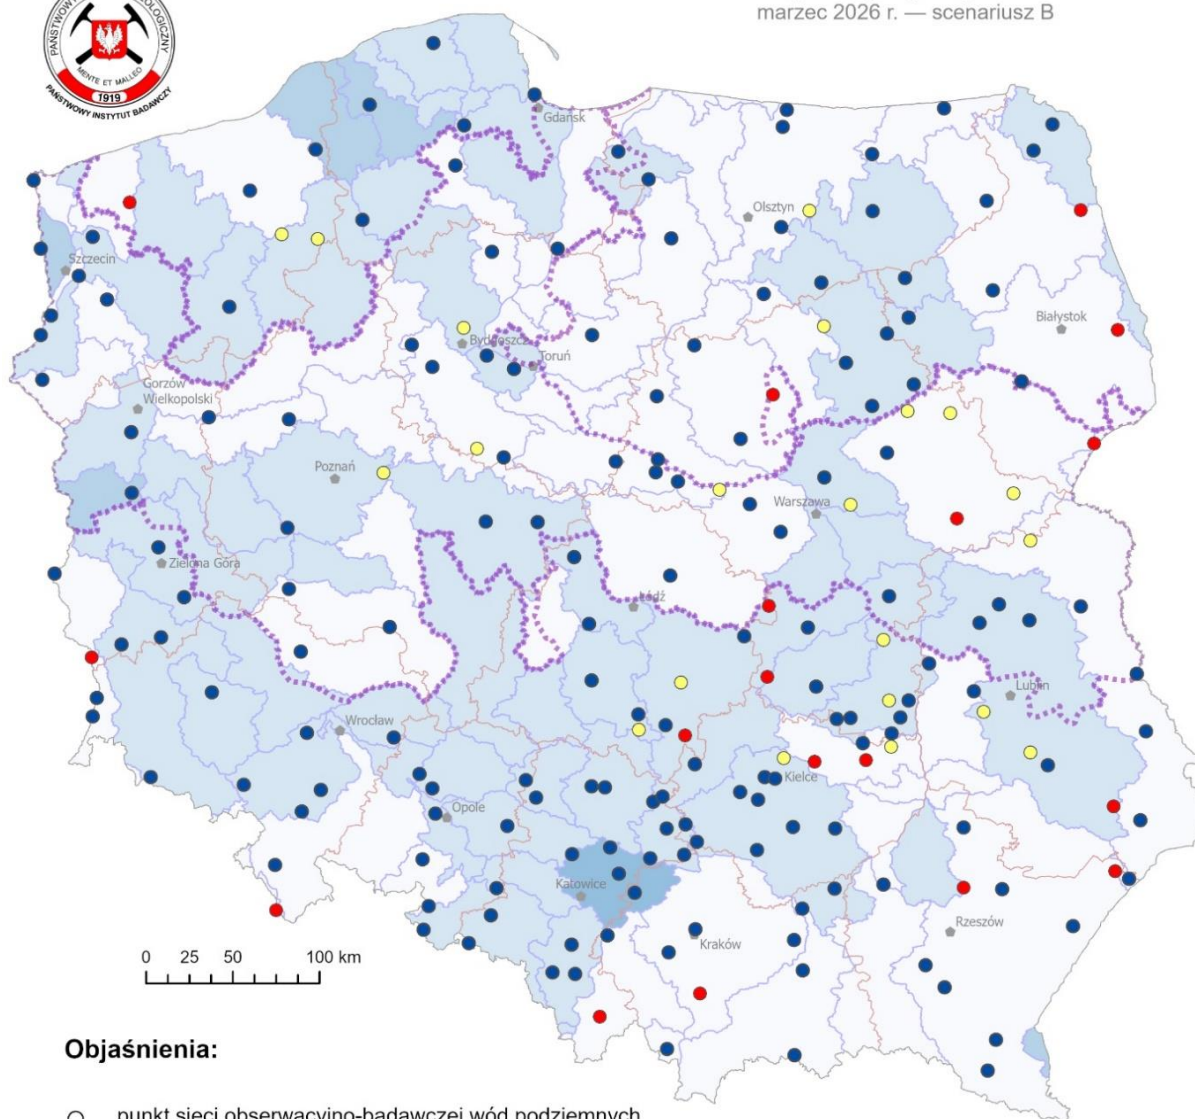 PAŃSTWOWY
OLOGICZNY
MENTE ET MALLEO
1919
PAŃSTWOWY INSTYTUT BADAWCZY
marzec 2026 r. — scenariusz B
Gdańsk
Olsztyn
Szczecin
Białystok
Bydgoszcz
Toruń
Gorzów
Wielkopolski
Poznań
Warszawa
Zielona Góra
Łódź
Lublin
Wrocław
Kielce
Opole
Katowice
Rzeszów
Kraków
0 25 50 100 km
Objaśnienia:
punkt sieci obserwacyjno-badawczej wód podziemnych